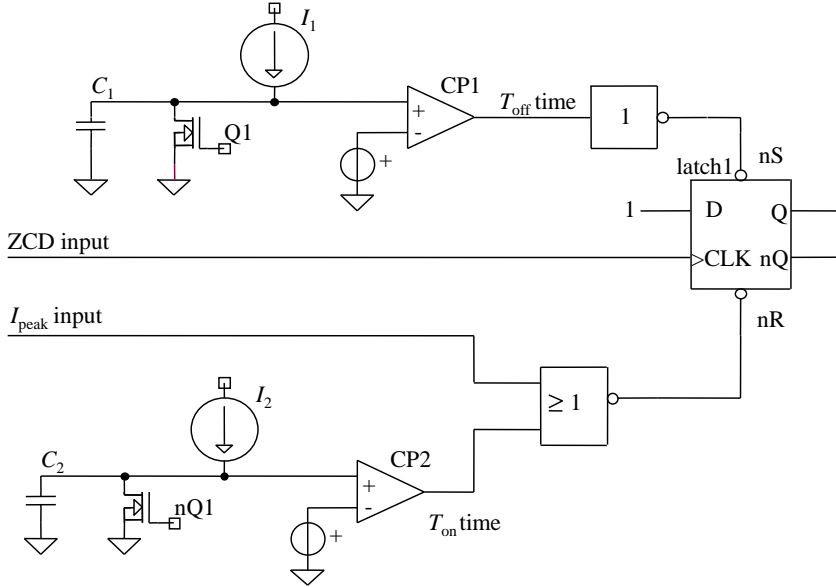 I1
C1
CP1
+
-
Toff time
1
Q1
+
nS
latch1
1
D
Q
ZCD input
CLK
nQ
Ipeak input
nR
I2
≥ 1
C2
CP2
+
-
nQ1
+
Ton time